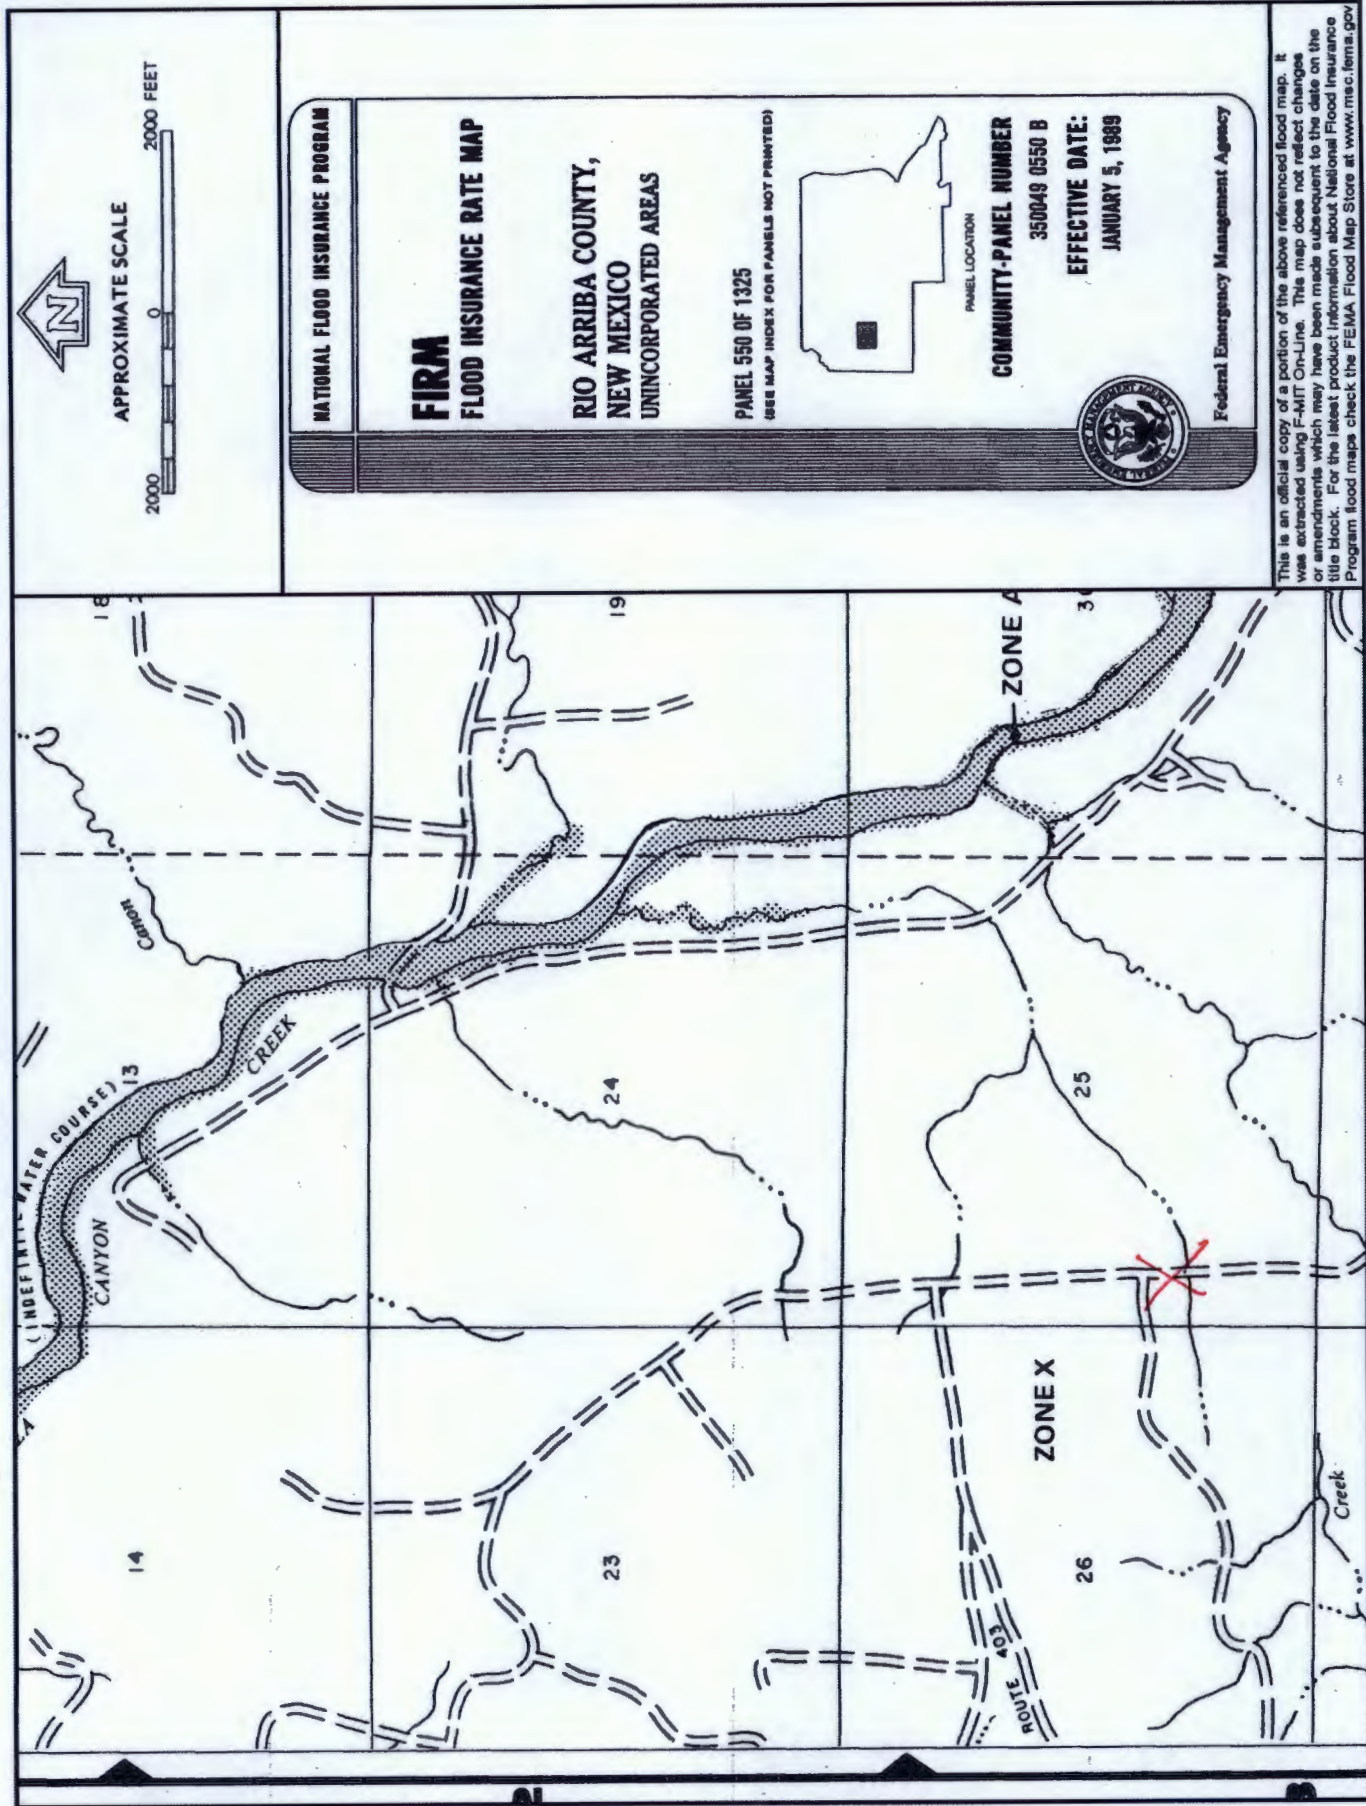 APPROXIMATE SCALE
2000 0 2000 FEET
N
NATIONAL FLOOD INSURANCE PROGRAM
FIRM
FLOOD INSURANCE RATE MAP
RIO ARRIBA COUNTY,
NEW MEXICO
UNINCORPORATED AREAS
PANEL 550 OF 1325
(SEE MAP INDEX FOR PANELS NOT PRINTED)
PANEL LOCATION
COMMUNITY-PANEL NUMBER
350049 0550 B
EFFECTIVE DATE:
JANUARY 5, 1989
FEDERAL EMERGENCY MANAGEMENT AGENCY
Federal Emergency Management Agency
This is an official copy of a portion of the above referenced flood map. It
was extracted using F-MIT On-Line. This map does not reflect changes
or amendments which may have been made subsequent to the date on the
title block. For the latest product information about National Flood Insurance
Program flood maps check the FEMA Flood Map Store at www.msc.fema.gov
18
Canon
(INDEFINITE WATER COURSE)
13
CREEK
CANYON
14
19
24
23
ZONE A
25
ZONE X
26
ROUTE 403
Creek